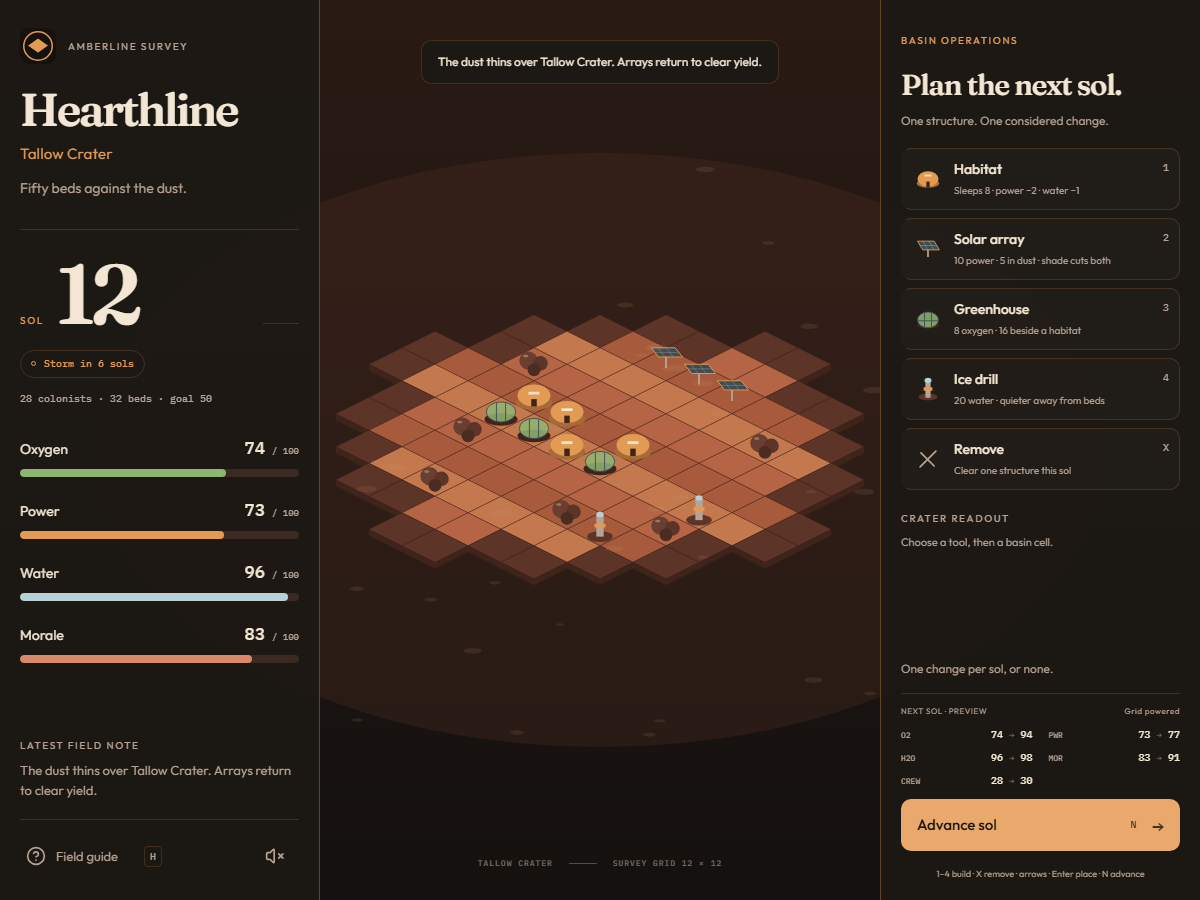 AMBERLINE SURVEY
Hearthline
Tallow Crater
Fifty beds against the dust.
SOL 12
Storm in 6 sols
28 colonists · 32 beds · goal 50
Oxygen 74 / 100
Power 73 / 100
Water 96 / 100
Morale 83 / 100
LATEST FIELD NOTE
The dust thins over Tallow Crater. Arrays return
to clear yield.
Field guide H
The dust thins over Tallow Crater. Arrays return to clear yield.
TALLOW CRATER SURVEY GRID 12 × 12
BASIN OPERATIONS
Plan the next sol.
One structure. One considered change.
Habitat 1
Sleeps 8 · power −2 · water −1
Solar array 2
10 power · 5 in dust · shade cuts both
Greenhouse 3
8 oxygen · 16 beside a habitat
Ice drill 4
20 water · quieter away from beds
Remove X
Clear one structure this sol
CRATER READOUT
Choose a tool, then a basin cell.
One change per sol, or none.
NEXT SOL · PREVIEW Grid powered
O2 74 → 94 PWR 73 → 77
H2O 96 → 98 MOR 83 → 91
CREW 28 → 30
Advance sol N →
1–4 build · X remove · arrows · Enter place · N advance